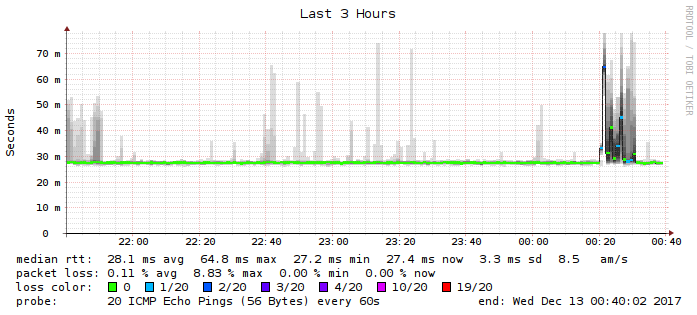 Last 3 Hours
RRDTOOL / TOBI OETIKER
Seconds
70 m
60 m
50 m
40 m
30 m
20 m
10 m
0
22:00 22:20 22:40 23:00 23:20 23:40 00:00 00:20 00:40
median rtt: 28.1 ms avg 64.8 ms max 27.2 ms min 27.4 ms now 3.3 ms sd 8.5 am/s
packet loss: 0.11 % avg 8.83 % max 0.00 % min 0.00 % now
loss color: 0 1/20 2/20 3/20 4/20 10/20 19/20
probe: 20 ICMP Echo Pings (56 Bytes) every 60s end: Wed Dec 13 00:40:02 2017